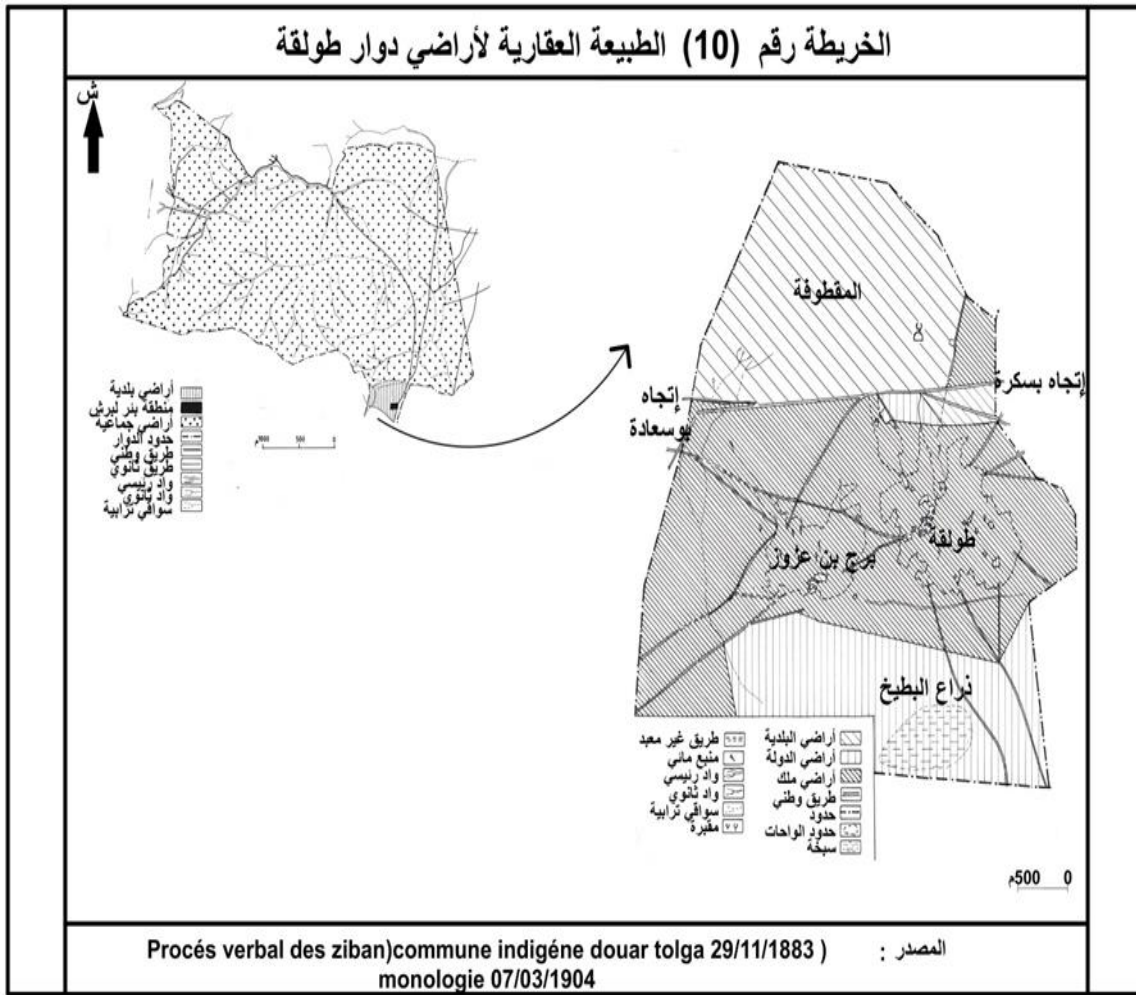 الخريطة رقم (10) الطبيعة العقارية لأراضي دوار طولقة
ش
أراضي بلدية
منطقة بئر لبرش
أراضي جماعية
حدود الدوار
طريق وطني
طريق ثانوي
واد رئيسي
واد ثانوي
سواقي ترابية
1000م 500 0
المقطوفة
إتجاه بسكرة
إتجاه
بوسعادة
طولقة
برج بن عزوز
ذراع البطيخ
أراضي البلدية
أراضي الدولة
أراضي ملك
طريق وطني
حدود
حدود الواحات
سبخة
طريق غير معبد
منبع مائي
واد رئيسي
واد ثانوي
سواقي ترابية
مقبرة
500م 0
المصدر : Procés verbal des ziban)commune indigéne douar tolga 29/11/1883 )
monologie 07/03/1904